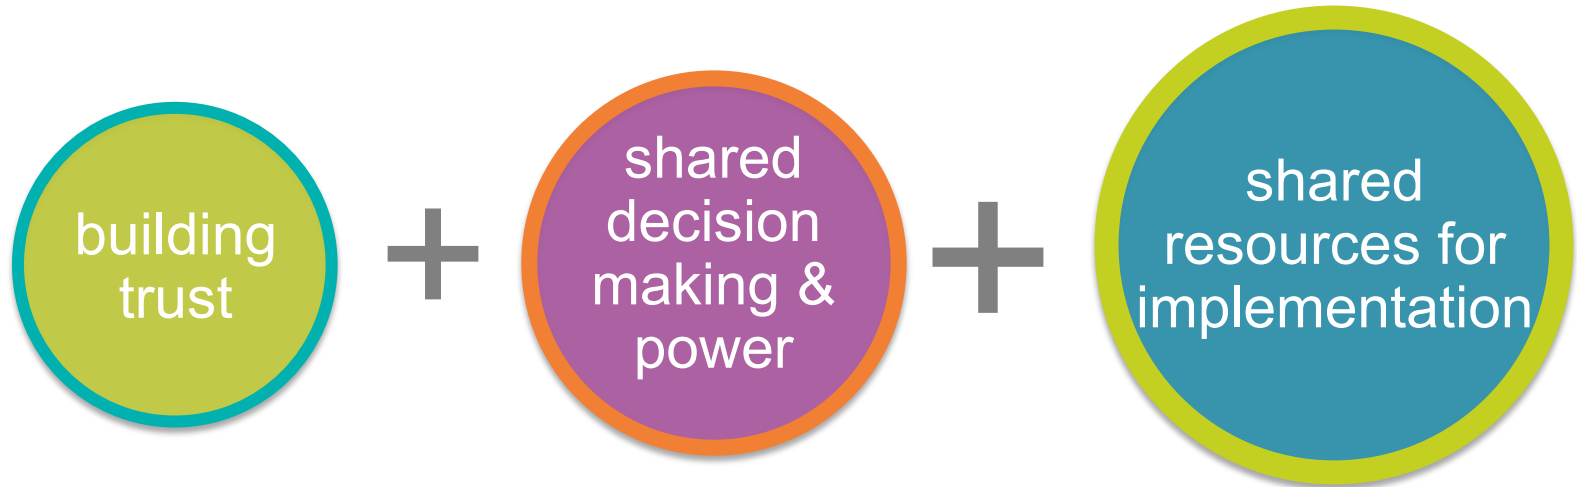 building
trust
+
shared
decision
making &
power
+
shared
resources for
implementation